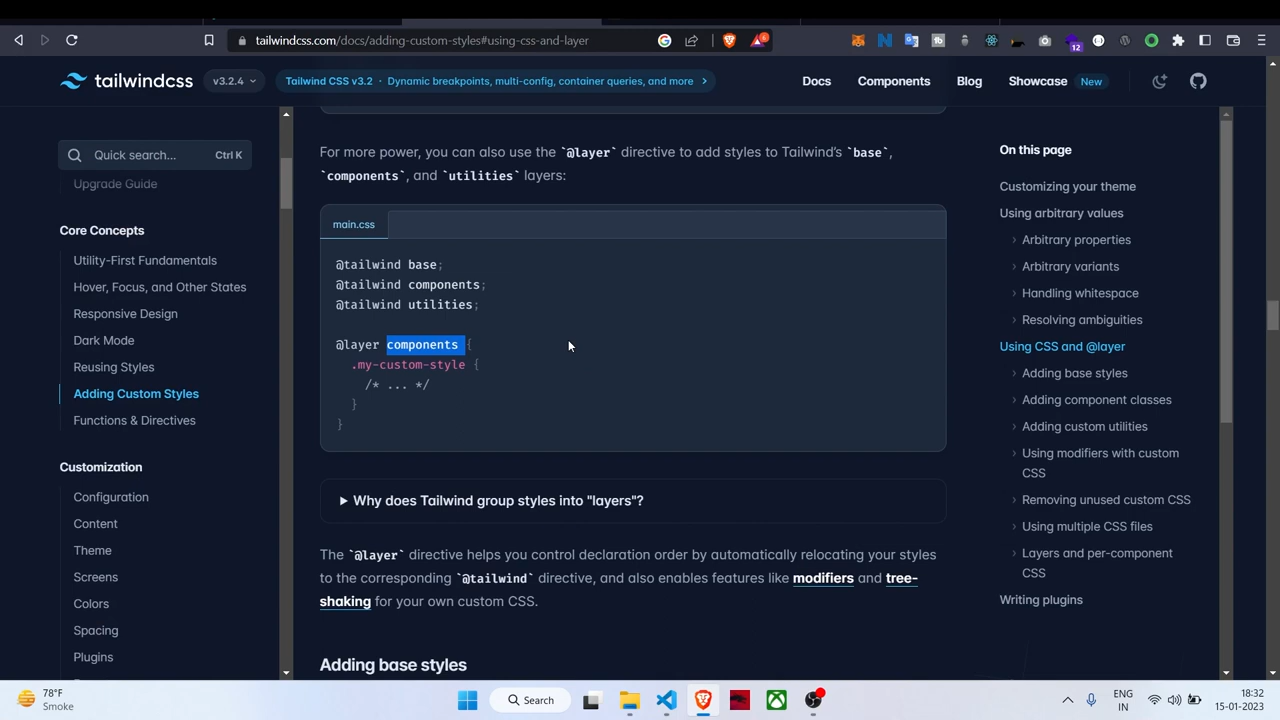 tailwindcss.com/docs/adding-custom-styles#using-css-and-layer
6
12
tailwindcss
v3.2.4
Tailwind CSS v3.2 · Dynamic breakpoints, multi-config, container queries, and more
Docs
Components
Blog
Showcase
New
Quick search...
Ctrl K
Upgrade Guide
Core Concepts
Utility-First Fundamentals
Hover, Focus, and Other States
Responsive Design
Dark Mode
Reusing Styles
Adding Custom Styles
Functions & Directives
Customization
Configuration
Content
Theme
Screens
Colors
Spacing
Plugins
For more power, you can also use the `@layer` directive to add styles to Tailwind’s `base`,
`components`, and `utilities` layers:
main.css
@tailwind base;
@tailwind components;
@tailwind utilities;
@layer components {
.my-custom-style {
/* ... */
}
}
Why does Tailwind group styles into "layers"?
The `@layer` directive helps you control declaration order by automatically relocating your styles
to the corresponding `@tailwind` directive, and also enables features like modifiers and tree-
shaking for your own custom CSS.
Adding base styles
On this page
Customizing your theme
Using arbitrary values
Arbitrary properties
Arbitrary variants
Handling whitespace
Resolving ambiguities
Using CSS and @layer
Adding base styles
Adding component classes
Adding custom utilities
Using modifiers with custom
CSS
Removing unused custom CSS
Using multiple CSS files
Layers and per-component
CSS
Writing plugins
78°F
Smoke
Search
ENG
IN
18:32
15-01-2023